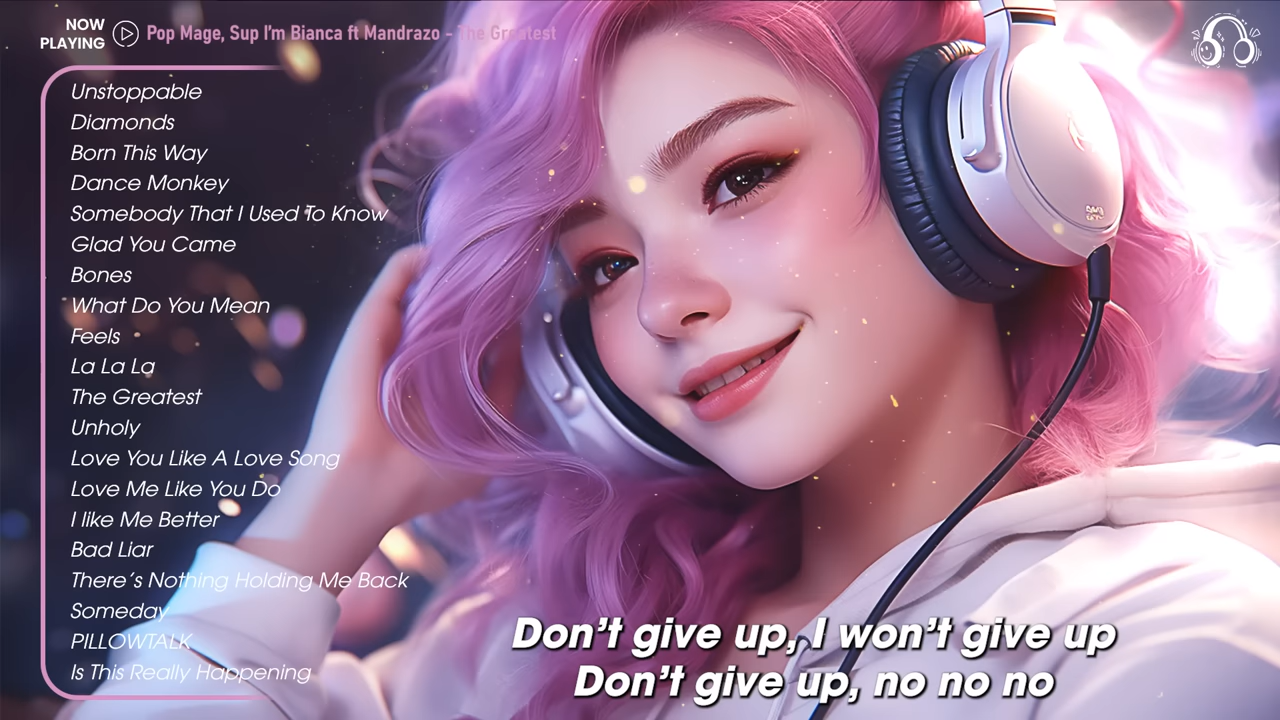 NOW
PLAYING
Pop Mage, Sup I'm Bianca ft Mandrazo - The Greatest
Unstoppable
Diamonds
Born This Way
Dance Monkey
Somebody That I Used To Know
Glad You Came
Bones
What Do You Mean
Feels
La La La
The Greatest
Unholy
Love You Like A Love Song
Love Me Like You Do
I like Me Better
Bad Liar
There's Nothing Holding Me Back
Someday
PILLOWTALK
Is This Really Happening
Don't give up, I won't give up
Don't give up, no no no